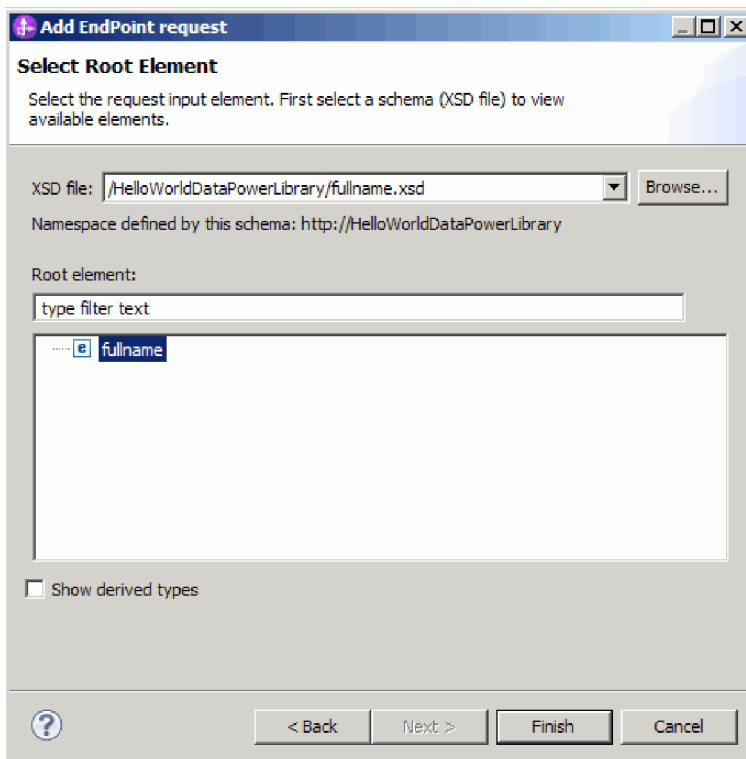 Add EndPoint request
Select Root Element
Select the request input element. First select a schema (XSD file) to view
available elements.
XSD file: /HelloWorldDataPowerLibrary/fullname.xsd Browse...
Namespace defined by this schema: http://HelloWorldDataPowerLibrary
Root element:
type filter text
e fullname
Show derived types
? < Back Next > Finish Cancel